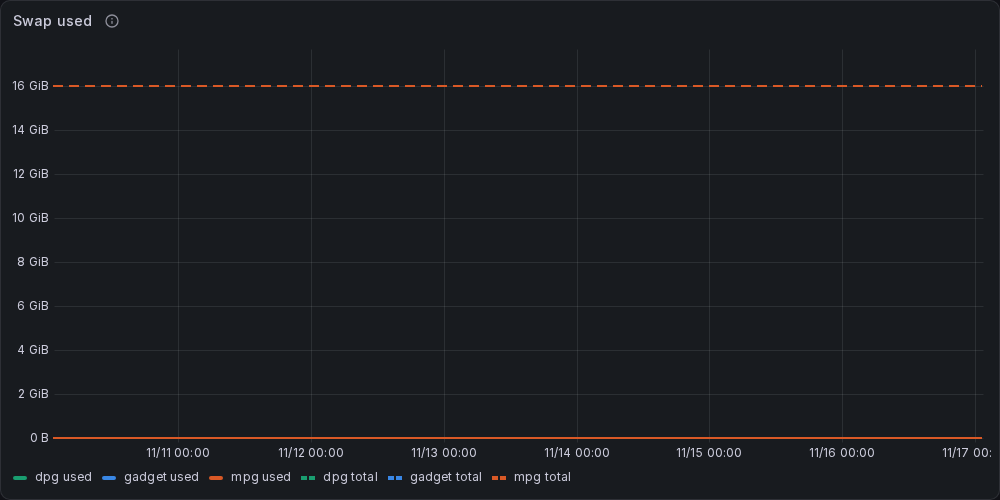 Swap used
16 GiB
14 GiB
12 GiB
10 GiB
8 GiB
6 GiB
4 GiB
2 GiB
0 B
11/11 00:00 11/12 00:00 11/13 00:00 11/14 00:00 11/15 00:00 11/16 00:00 11/17 00:
dpg used gadget used mpg used dpg total gadget total mpg total